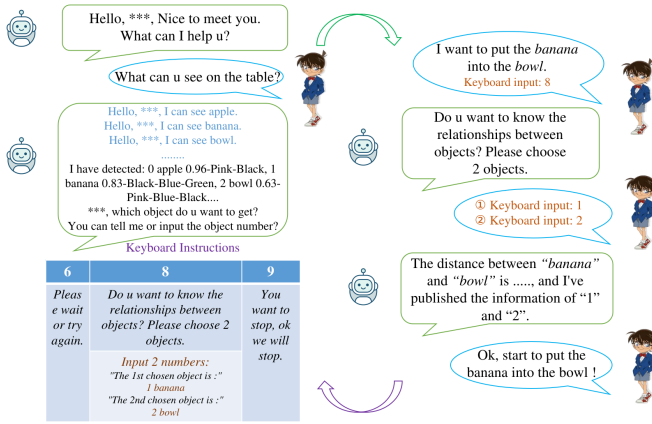 Hello, ***, Nice to meet you.
What can I help u?
What can u see on the table?
Hello, ***, I can see apple.
Hello, ***, I can see banana.
Hello, ***, I can see bowl.
........
I have detected: 0 apple 0.96-Pink-Black, 1
banana 0.83-Black-Blue-Green, 2 bowl 0.63-
Pink-Blue-Black....
***, which object do u want to get?
You can tell me or input the object number?
Keyboard Instructions
6
8
9
Pleas
e wait
or try
again.
Do u want to know the
relationships between
objects? Please choose 2
objects.
Input 2 numbers:
"The 1st chosen object is :"
1 banana
"The 2nd chosen object is :"
2 bowl
You
want to
stop, ok
we will
stop.
I want to put the banana
into the bowl.
Keyboard input: 8
Do u want to know the
relationships between
objects? Please choose
2 objects.
① Keyboard input: 1
② Keyboard input: 2
The distance between “banana”
and “bowl” is ....., and I've
published the information of “1”
and “2”.
Ok, start to put the
banana into the bowl !